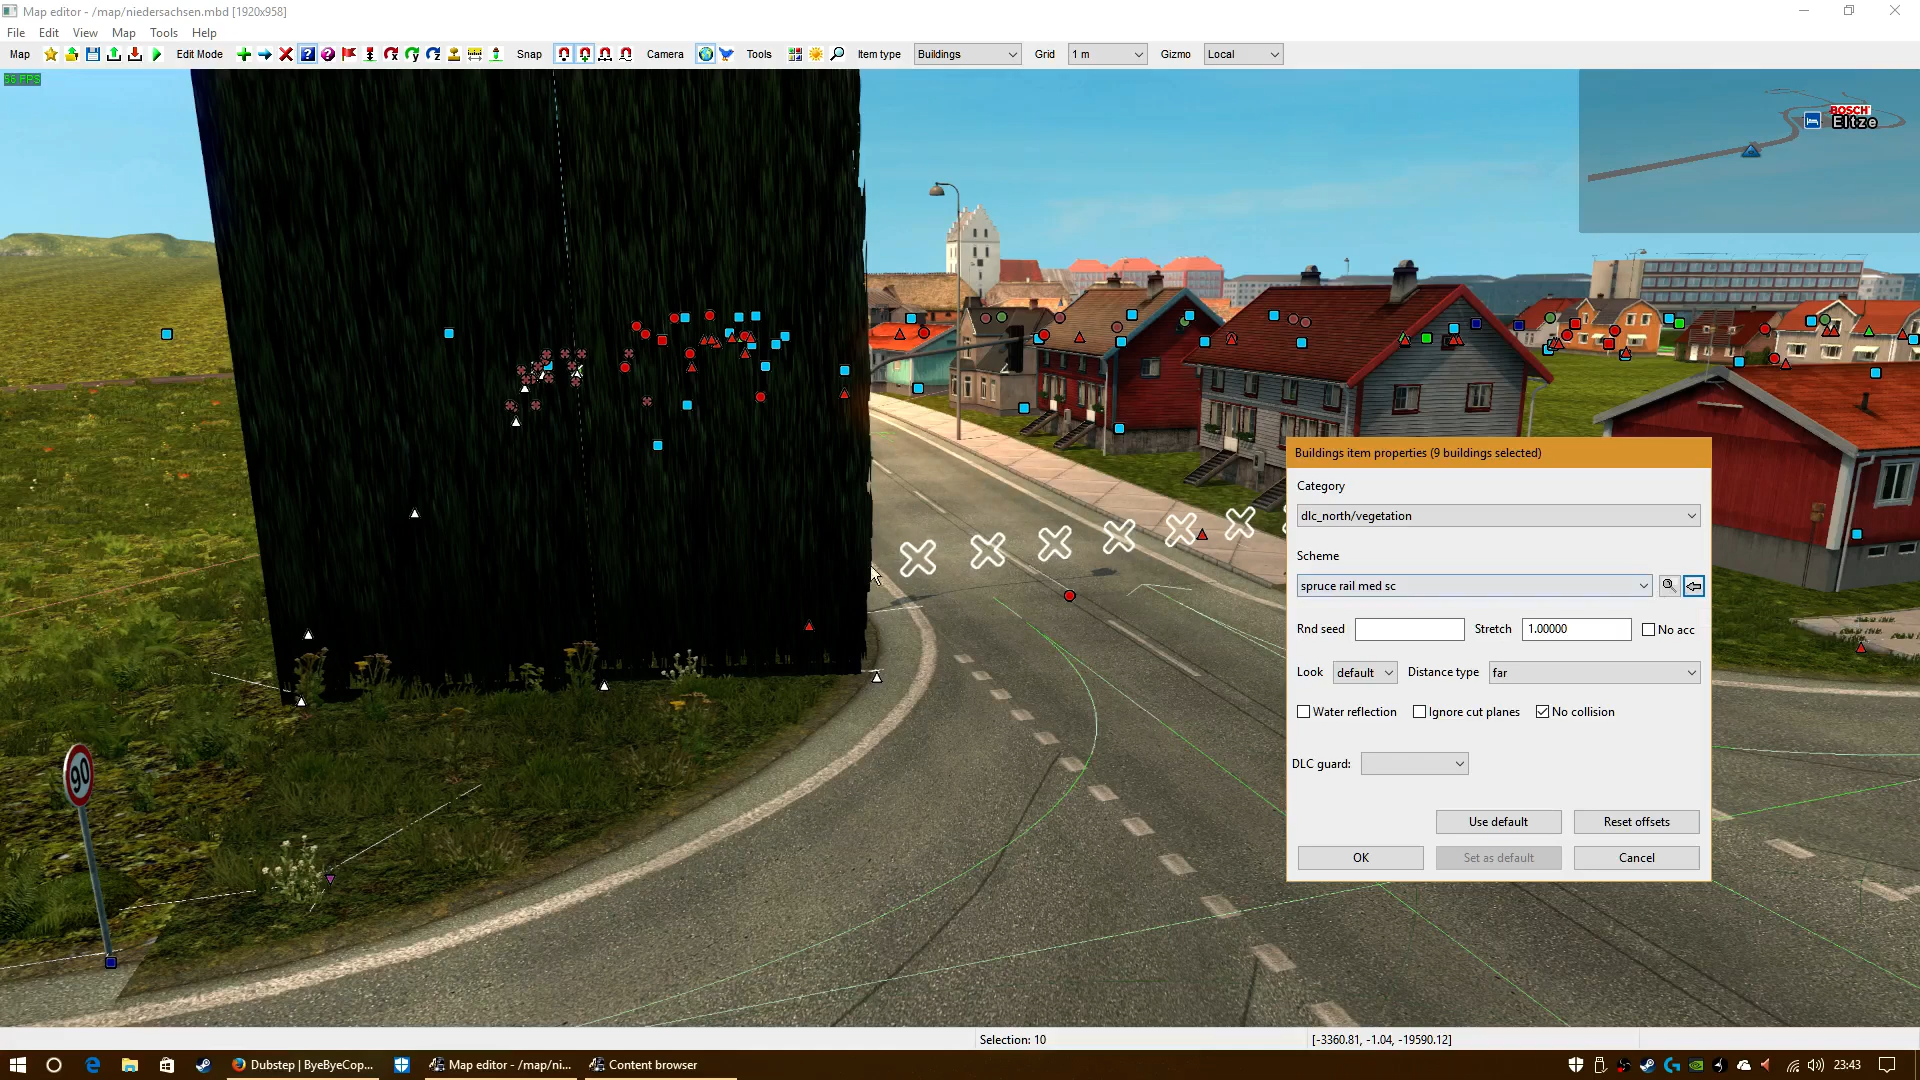 Map editor - /map/niedersachsen.mbd [1920x958]
File Edit View Map Tools Help
Map Edit Mode Snap Camera Tools Item type Buildings Grid 1 m Gizmo Local
56 FPS
BOSCH
Eltze
Buildings item properties (9 buildings selected)
Category
dlc_north/vegetation
Scheme
spruce rail med sc
Rnd seed Stretch 1.00000 No acc
Look default Distance type far
Water reflection Ignore cut planes No collision
DLC guard:
Use default Reset offsets
OK Set as default Cancel
90
Selection: 10 [-3360.81, -1.04, -19590.12]
Dubstep | ByeByeCop... Map editor - /map/ni... Content browser 23:43